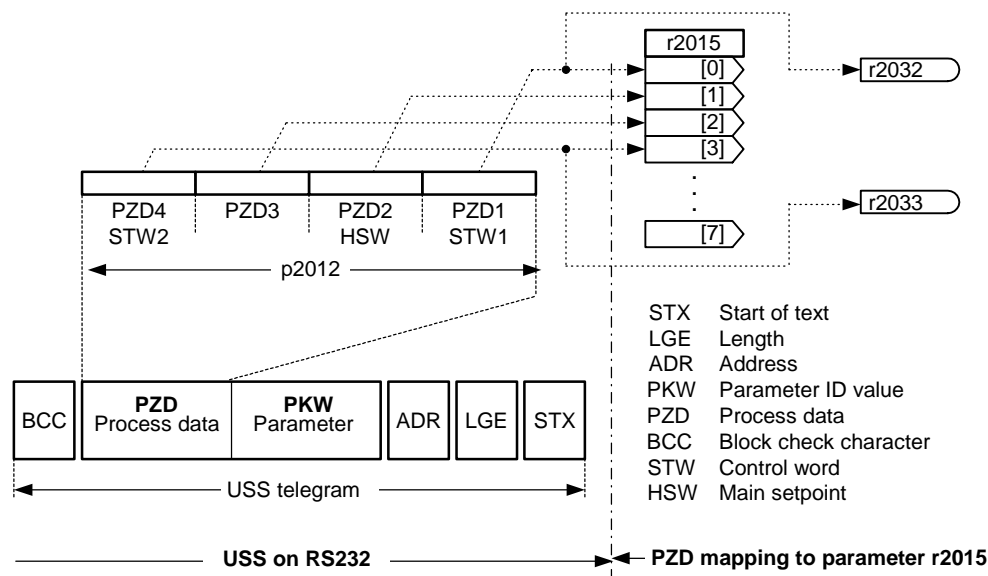 r2015
[0]
[1]
[2]
[3]
[7]
r2032
r2033
PZD4
STW2
PZD3
PZD2
HSW
PZD1
STW1
p2012
BCC
PZD
Process data
PKW
Parameter
ADR
LGE
STX
USS telegram
STX Start of text
LGE Length
ADR Address
PKW Parameter ID value
PZD Process data
BCC Block check character
STW Control word
HSW Main setpoint
USS on RS232
PZD mapping to parameter r2015